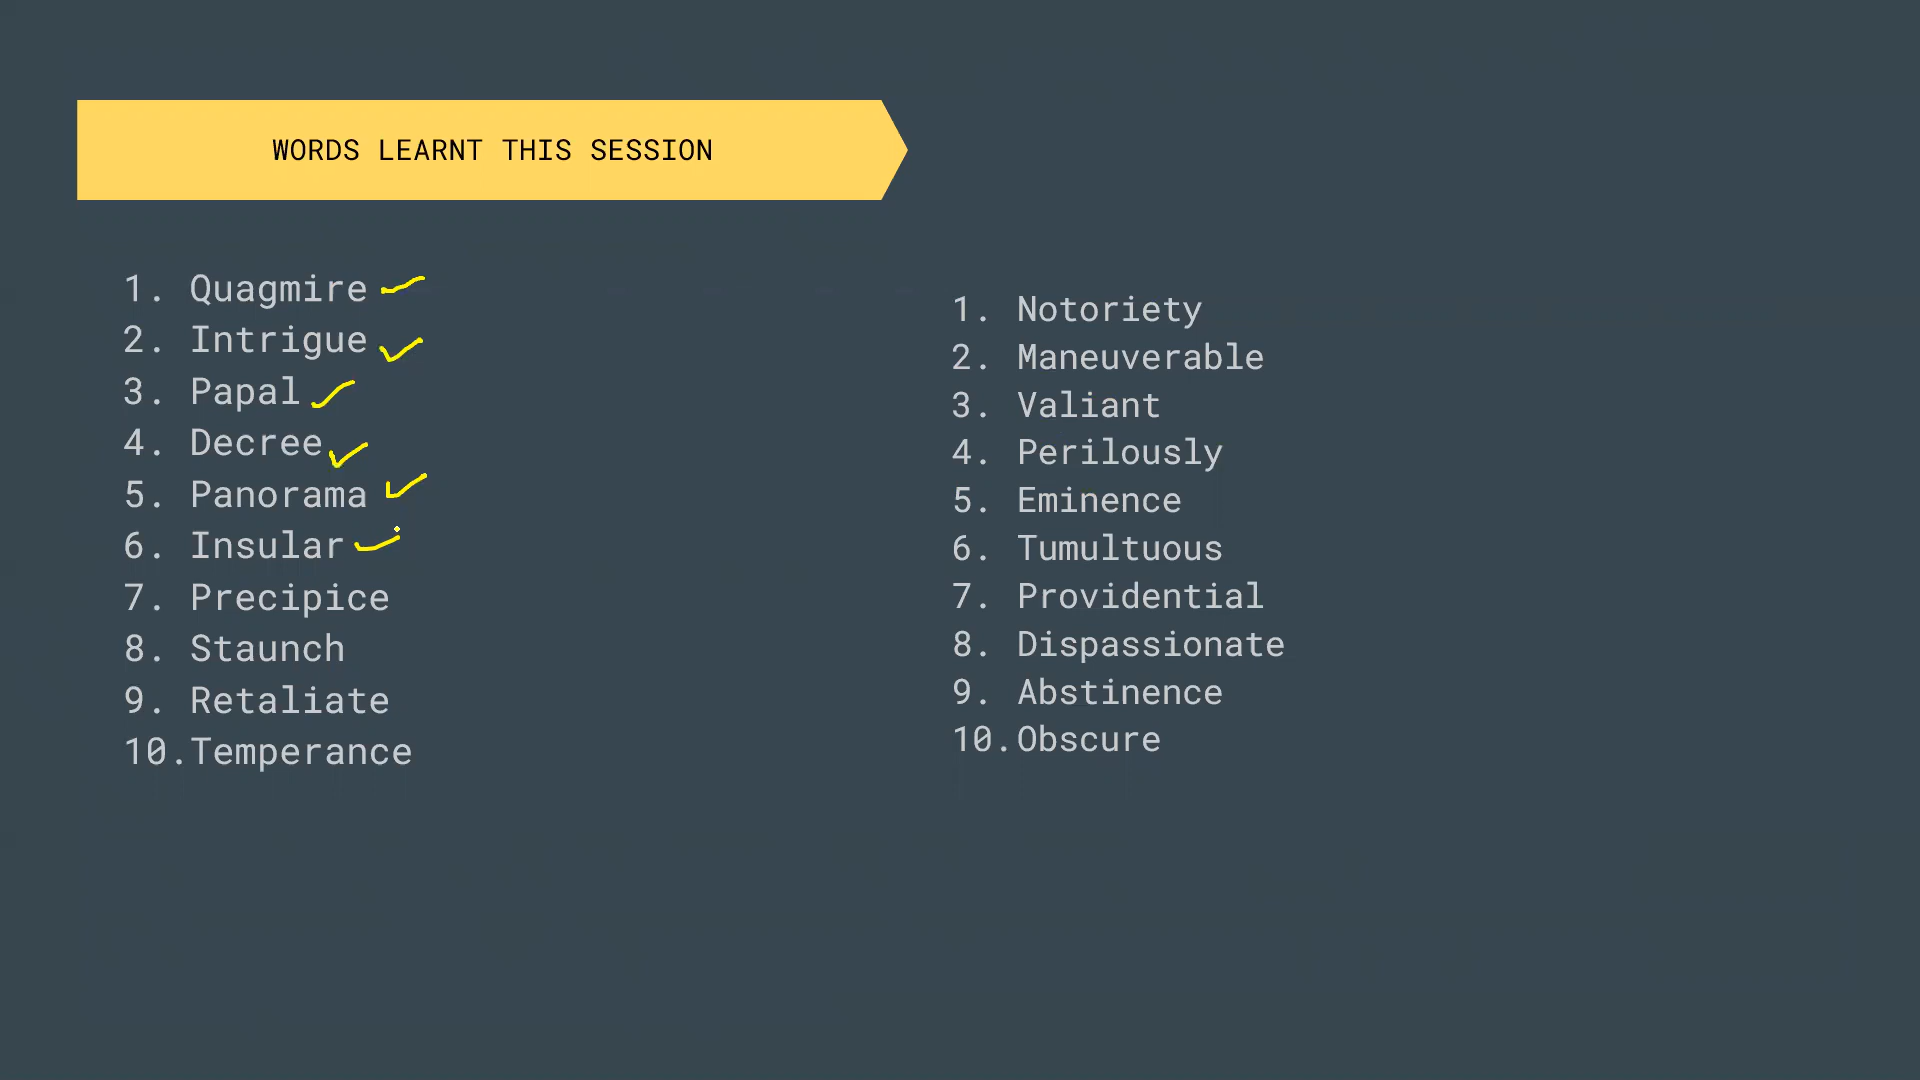 WORDS LEARNT THIS SESSION
1. Quagmire
2. Intrigue
3. Papal
4. Decree
5. Panorama
6. Insular
7. Precipice
8. Staunch
9. Retaliate
10.Temperance
1. Notoriety
2. Maneuverable
3. Valiant
4. Perilously
5. Eminence
6. Tumultuous
7. Providential
8. Dispassionate
9. Abstinence
10.Obscure